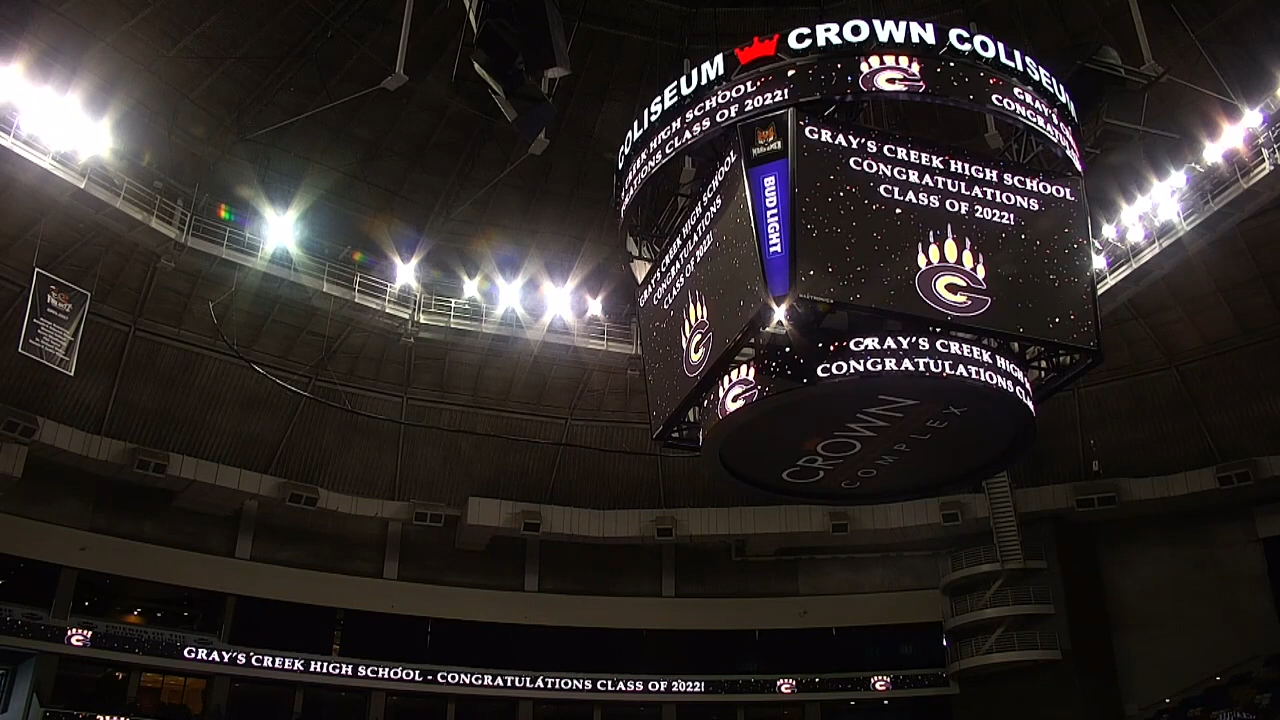 COLISEUM CROWN COLISEUM
HIGH SCHOOL
CONGRATULATIONS CLASS OF 2022!
GRAY'S
CONGRATUL
GRAY'S CREEK HIGH SCHOOL
CONGRATULATIONS
CLASS OF 2022!
BUD LIGHT
GRAY'S CREEK HIGH SCHOOL
CONGRATULATIONS
CLASS OF 2022!
G
G
GRAY'S CREEK HIGH
CONGRATULATIONS
G
CROWN
COMPLEX
GRAY'S CREEK HIGH SCHOOL - CONGRATULATIONS CLASS OF 2022!